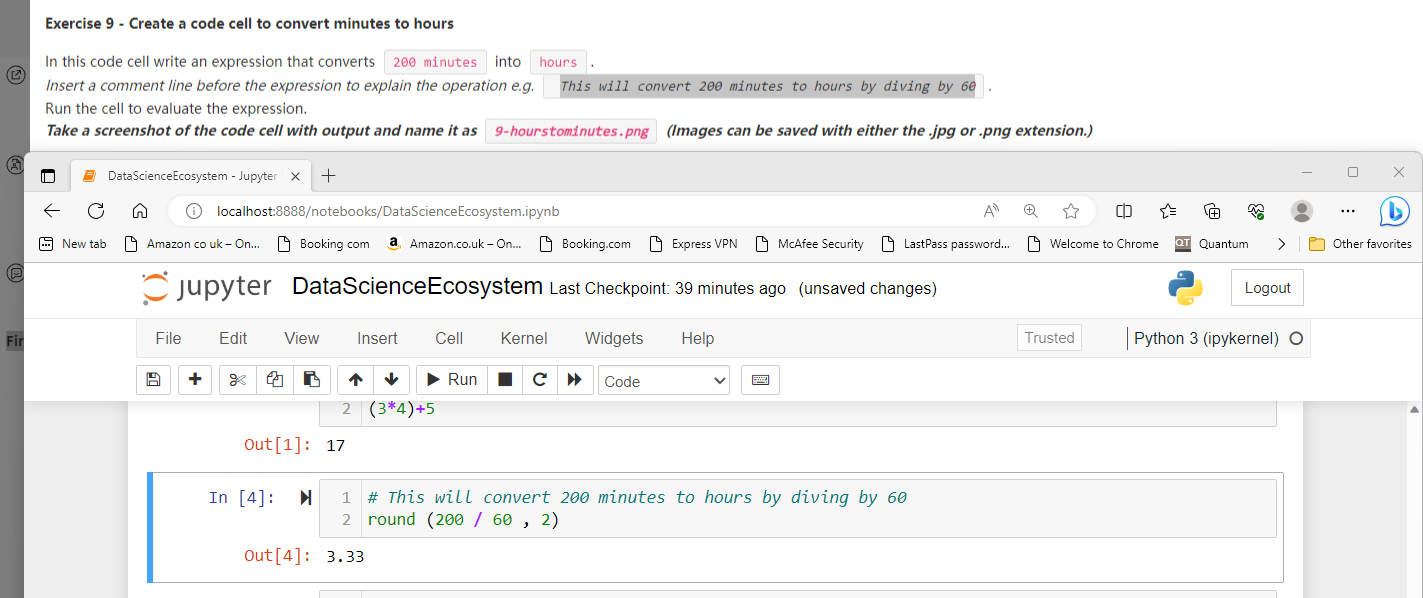 Exercise 9 - Create a code cell to convert minutes to hours
In this code cell write an expression that converts 200 minutes into hours .
Insert a comment line before the expression to explain the operation e.g. This will convert 200 minutes to hours by diving by 60 .
Run the cell to evaluate the expression.
Take a screenshot of the code cell with output and name it as 9-hourstominutes.png (Images can be saved with either the .jpg or .png extension.)
DataScienceEcosystem - Jupyter
localhost:8888/notebooks/DataScienceEcosystem.ipynb
New tab Amazon co uk – On... Booking com Amazon.co.uk – On... Booking.com Express VPN McAfee Security LastPass password... Welcome to Chrome QT Quantum Other favorites
jupyter DataScienceEcosystem Last Checkpoint: 39 minutes ago (unsaved changes) Logout
File Edit View Insert Cell Kernel Widgets Help Trusted Python 3 (ipykernel)
Run Code
Fir
2 (3*4)+5
Out[1]: 17
In [4]: 1 # This will convert 200 minutes to hours by diving by 60
2 round (200 / 60 , 2)
Out[4]: 3.33